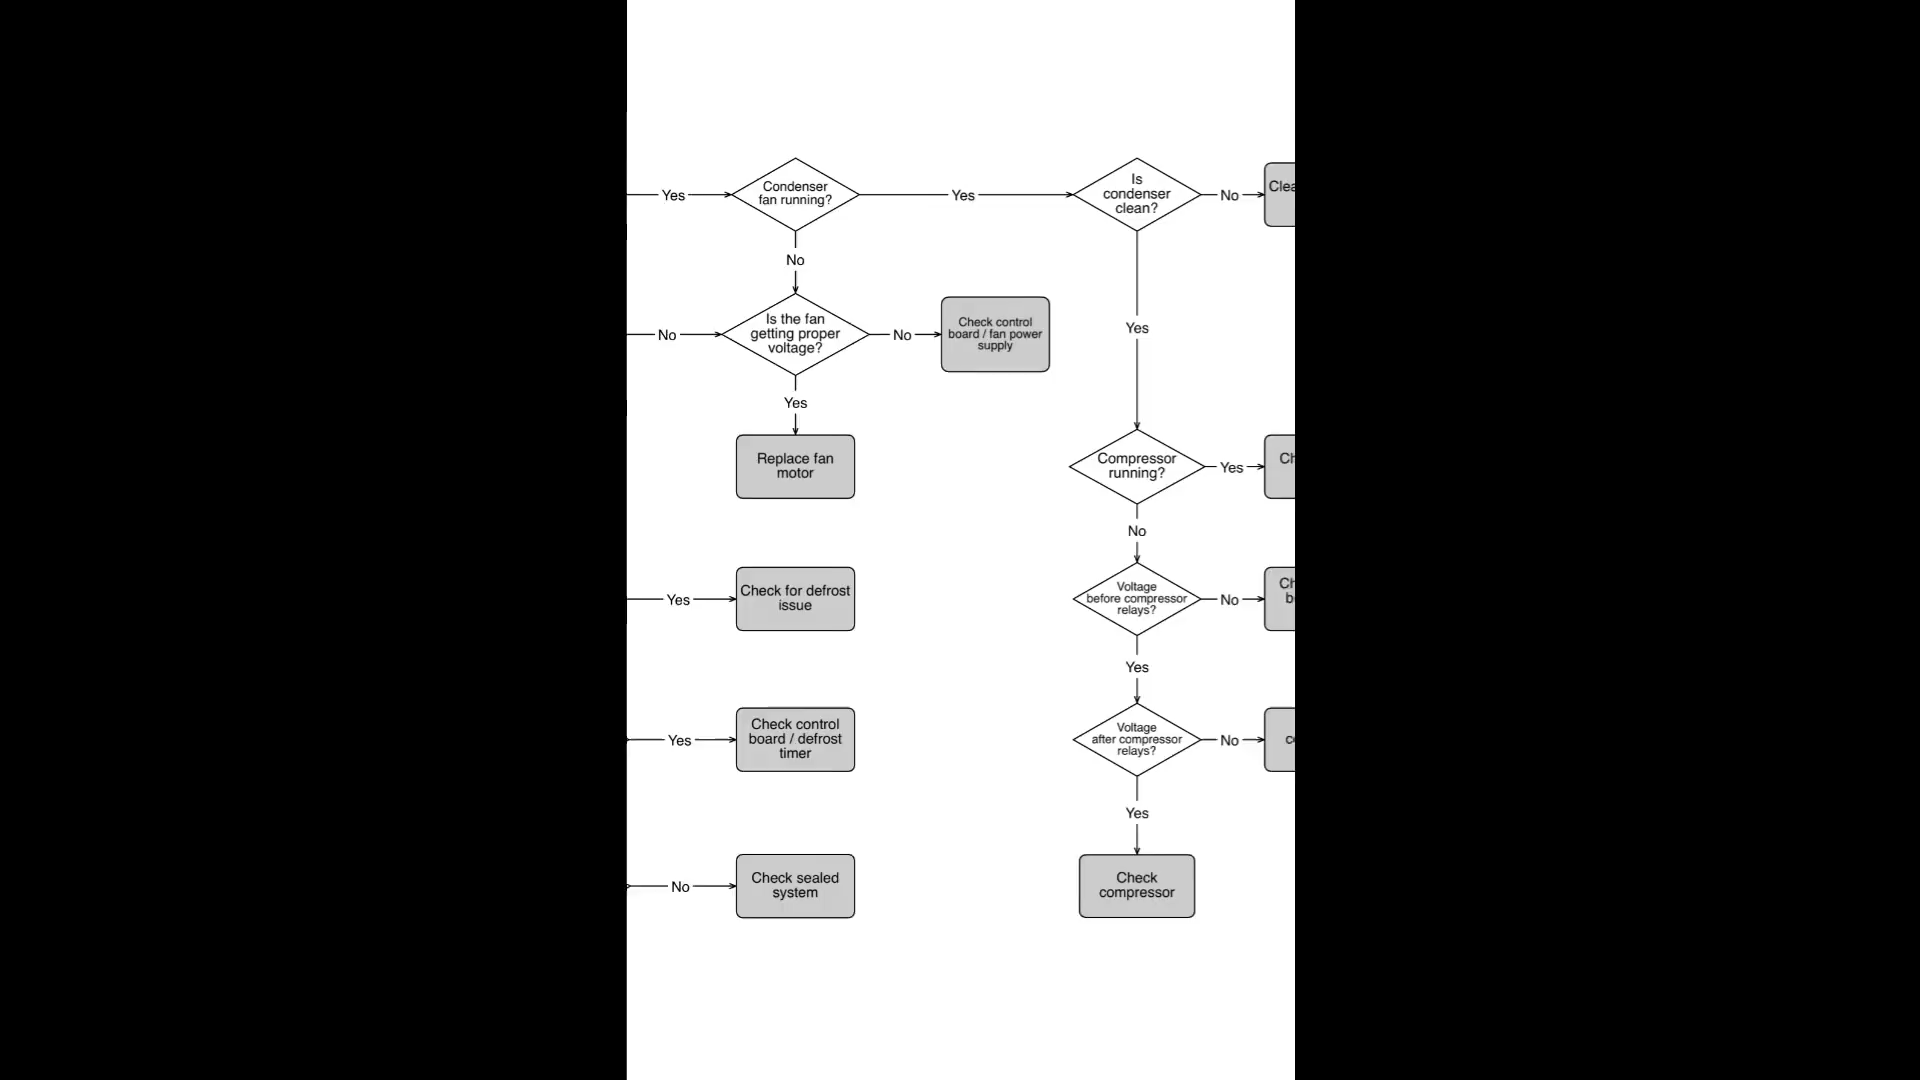 Yes
Condenser
fan running?
Yes
Is
condenser
clean?
No
No
No
Is the fan
getting proper
voltage?
No
Check control
board / fan power
supply
Yes
Yes
Replace fan
motor
Compressor
running?
Yes
No
Yes
Check for defrost
issue
Voltage
before compressor
relays?
No
Yes
Yes
Check control
board / defrost
timer
Voltage
after compressor
relays?
No
Yes
No
Check sealed
system
Check
compressor